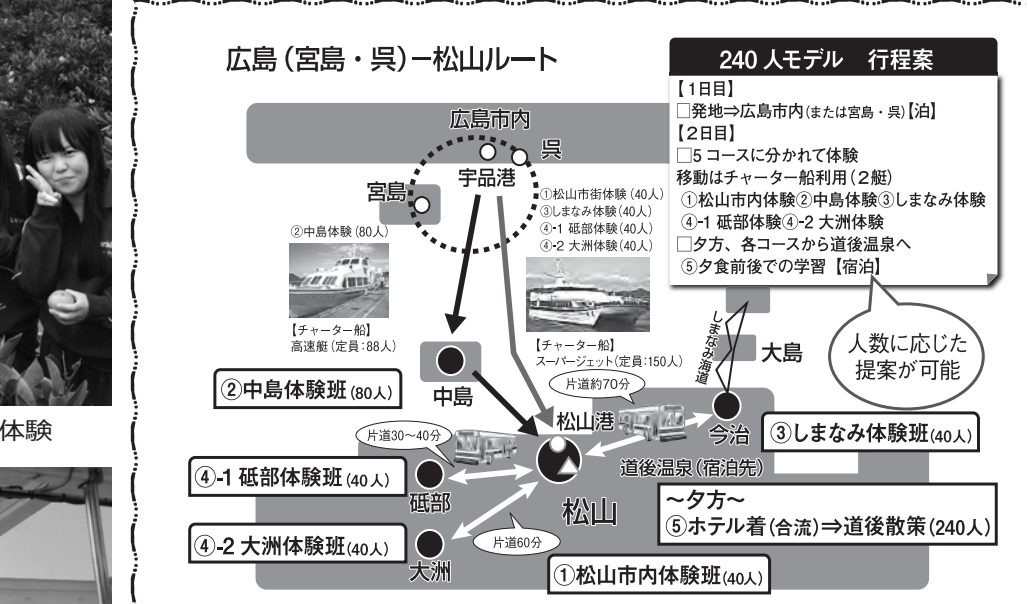 広島（宮島・呉）ー松山ルート
240人モデル　行程案
【1日目】
□発地⇒広島市内（または宮島・呉）【泊】
【2日目】
□5コースに分かれて体験
移動はチャーター船利用（2艇）
①松山市内体験②中島体験③しまなみ体験
④-1 砥部体験④-2 大洲体験
□夕方、各コースから道後温泉へ
⑤夕食前後での学習【宿泊】
人数に応じた
提案が可能
広島市内
呉
宇品港
宮島
①松山市街体験（40人）
③しまなみ体験（40人）
④-1 砥部体験（40人）
④-2 大洲体験（40人）
②中島体験（80人）
【チャーター船】
高速艇（定員：88人）
【チャーター船】
スーパージェット（定員：150人）
しまなみ海道
大島
中島
②中島体験班（80人）
片道約70分
松山港
今治
③しまなみ体験班（40人）
片道30～40分
道後温泉（宿泊先）
④-1 砥部体験班（40人）
砥部
松山
～夕方～
⑤ホテル着（合流）⇒道後散策（240人）
④-2 大洲体験班（40人）
大洲
片道60分
①松山市内体験班（40人）
体験